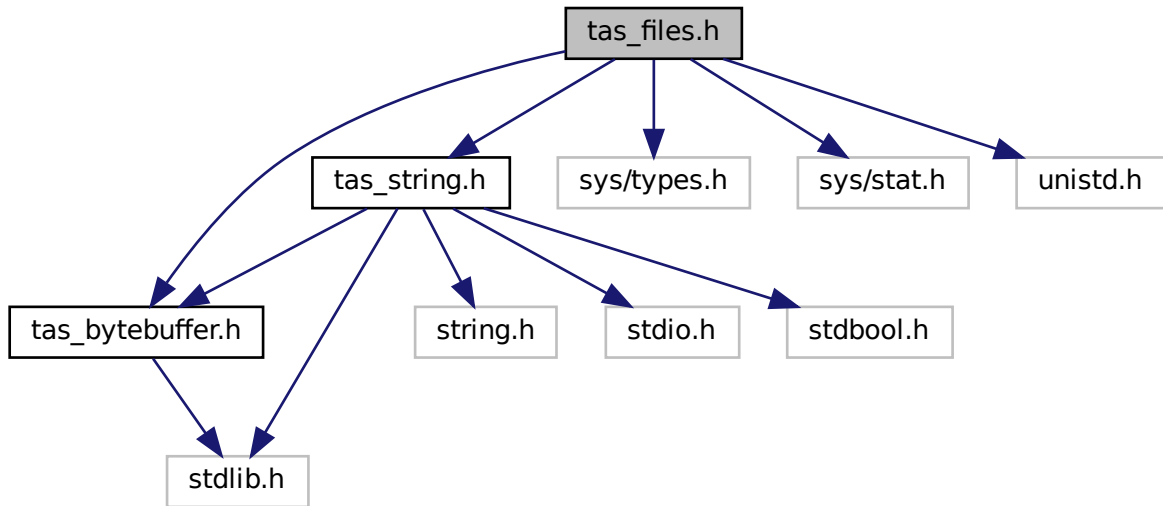 tas_files.h
tas_string.h
sys/types.h
sys/stat.h
unistd.h
tas_bytebuffer.h
string.h
stdio.h
stdbool.h
stdlib.h